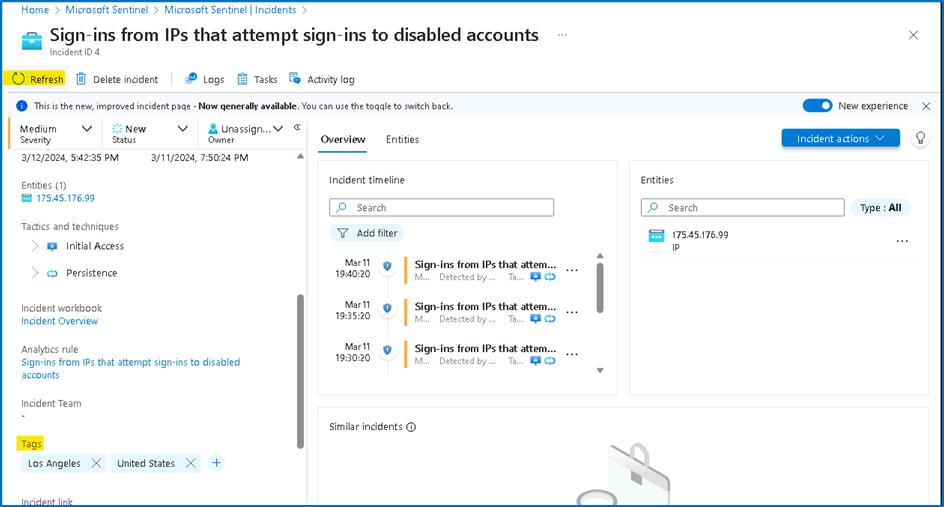 Home > Microsoft Sentinel > Microsoft Sentinel | Incidents >
Sign-ins from IPs that attempt sign-ins to disabled accounts ...
Incident ID 4
Refresh Delete incident Logs Tasks Activity log
This is the new, improved incident page - Now generally available. You can use the toggle to switch back. New experience
Medium New Unassign...
Severity Status Owner
3/12/2024, 5:42:35 PM 3/11/2024, 7:50:24 PM
Entities (1)
175.45.176.99
Tactics and techniques
Initial Access
Persistence
Incident workbook
Incident Overview
Analytics rule
Sign-ins from IPs that attempt sign-ins to disabled
accounts
Incident Team
-
Tags
Los Angeles United States
Incident link
Overview Entities
Incident actions
Incident timeline
Search
Add filter
Mar 11 Sign-ins from IPs that attem...
19:40:20 M... Detected by ... Ta...
Mar 11 Sign-ins from IPs that attem...
19:35:20 M... Detected by ... Ta...
Mar 11 Sign-ins from IPs that attem...
19:30:20 M... Detected by ... Ta...
Entities
Search Type : All
175.45.176.99
IP
Similar incidents